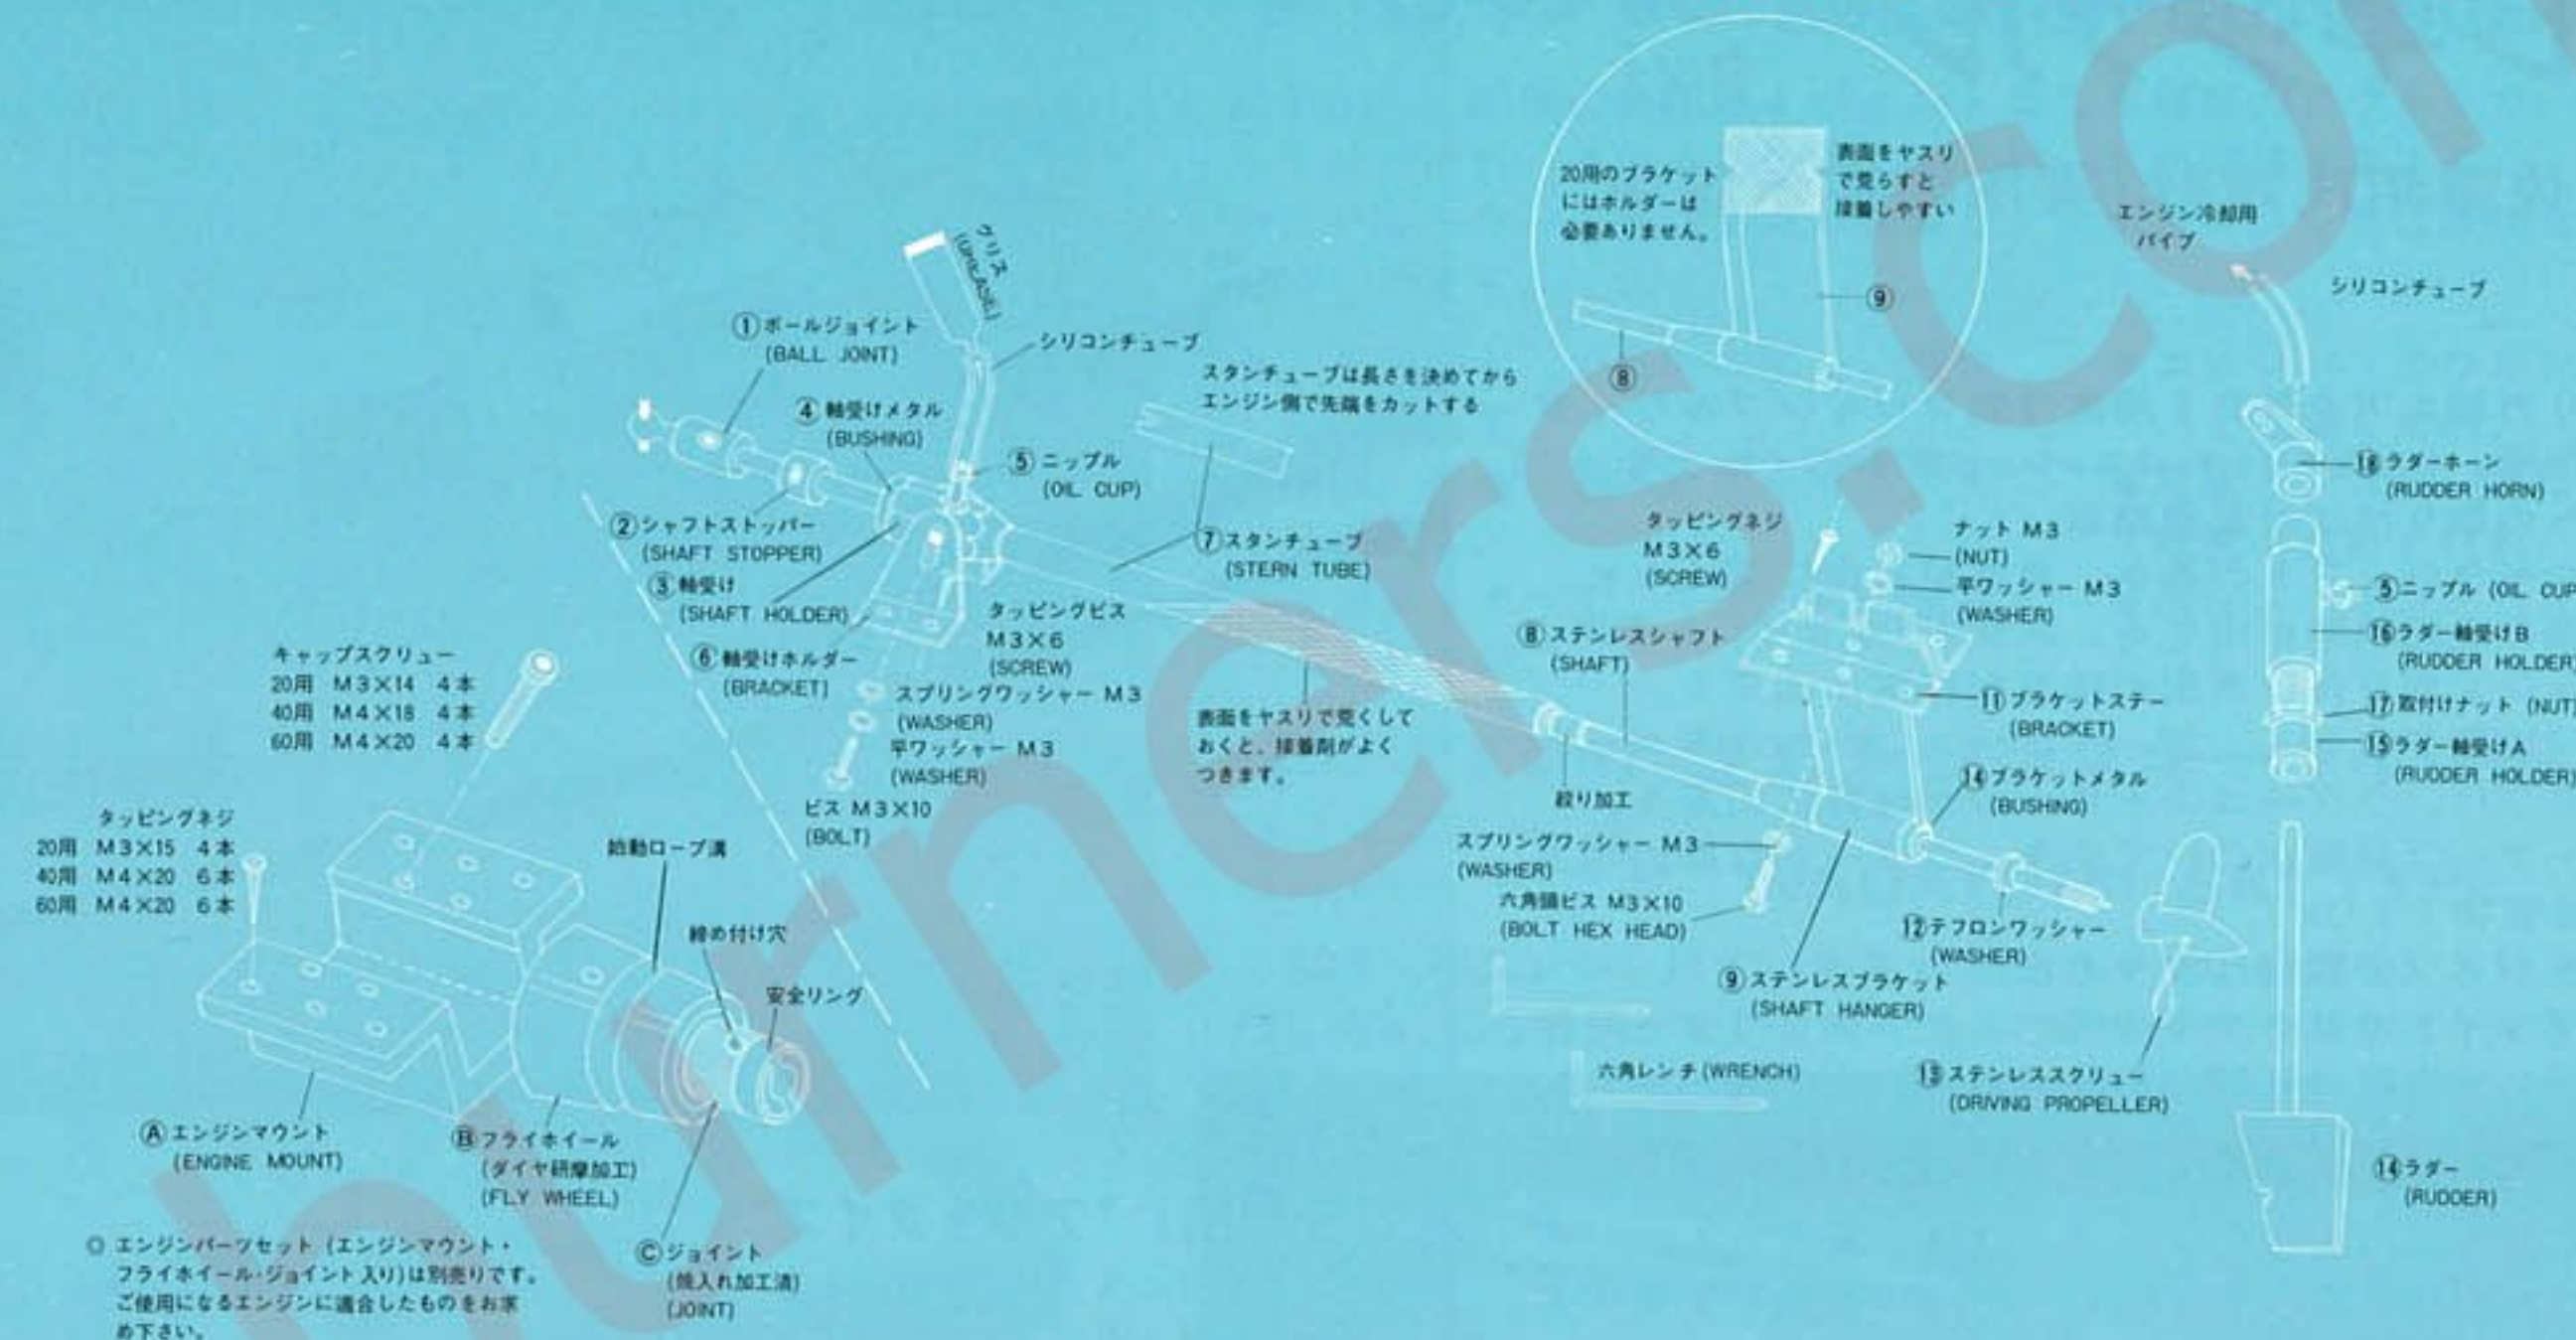 20用のブラケット
にはホルダーは
必要ありません。
表面をヤスリ
で荒らすと
接着しやすい
⑨
⑧
エンジン冷却用
パイプ
シリコンチューブ
グリス
①ボールジョイント
(BALL JOINT)
シリコンチューブ
④ 軸受けメタル
(BUSHING)
⑤ ニップル
(OIL CUP)
スタンチューブは長さを決めてから
エンジン側で先端をカットする
②シャフトストッパー
(SHAFT STOPPER)
③ 軸受け
(SHAFT HOLDER)
⑥ 軸受けホルダー
(BRACKET)
⑦スタンチューブ
(STERN TUBE)
タッピングビス
M3×6
(SCREW)
スプリングワッシャー M3
(WASHER)
平ワッシャー M3
(WASHER)
ビス M3×10
(BOLT)
表面をヤスリで荒くして
おくと、接着剤がよく
つきます。
絞り加工
⑧ステンレスシャフト
(SHAFT)
タッピングネジ
M3×6
(SCREW)
ナット M3
(NUT)
平ワッシャー M3
(WASHER)
⑪ブラケットステー
(BRACKET)
⑭ブラケットメタル
(BUSHING)
スプリングワッシャー M3
(WASHER)
六角頭ビス M3×10
(BOLT HEX HEAD)
⑫テフロンワッシャー
(WASHER)
⑨ステンレスブラケット
(SHAFT HANGER)
六角レンチ(WRENCH)
⑬ステンレススクリュー
(DRIVING PROPELLER)
⑱ラダーホーン
(RUDDER HORN)
⑤ニップル (OIL CUP
⑯ラダー軸受けB
(RUDDER HOLDER)
⑰取付けナット (NUT)
⑮ラダー軸受けA
(RUDDER HOLDER)
⑭ラダー
(RUDDER)
キャップスクリュー
20用 M3×14 4本
40用 M4×18 4本
60用 M4×20 4本
タッピングネジ
20用 M3×15 4本
40用 M4×20 6本
60用 M4×20 6本
始動ロープ溝
締め付け穴
安全リング
Ⓐエンジンマウント
(ENGINE MOUNT)
Ⓑフライホイール
(ダイヤ研摩加工)
(FLY WHEEL)
Ⓒジョイント
(焼入れ加工済)
(JOINT)
◎ エンジンパーツセット (エンジンマウント・
フライホイール・ジョイント入り)は別売りです。
ご使用になるエンジンに適合したものをお求
め下さい。
urners.com